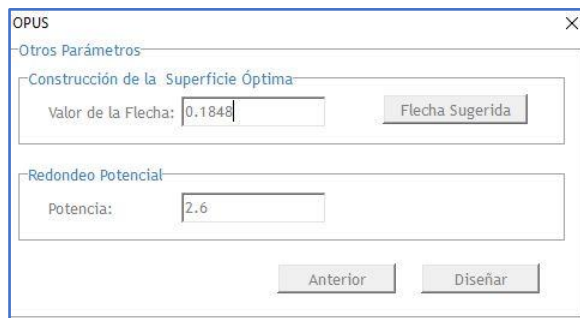 OPUS
Otros Parámetros
Construcción de la Superficie Óptima
Valor de la Flecha: 0.1848 Flecha Sugerida
Redondeo Potencial
Potencia: 2.6
Anterior Diseñar